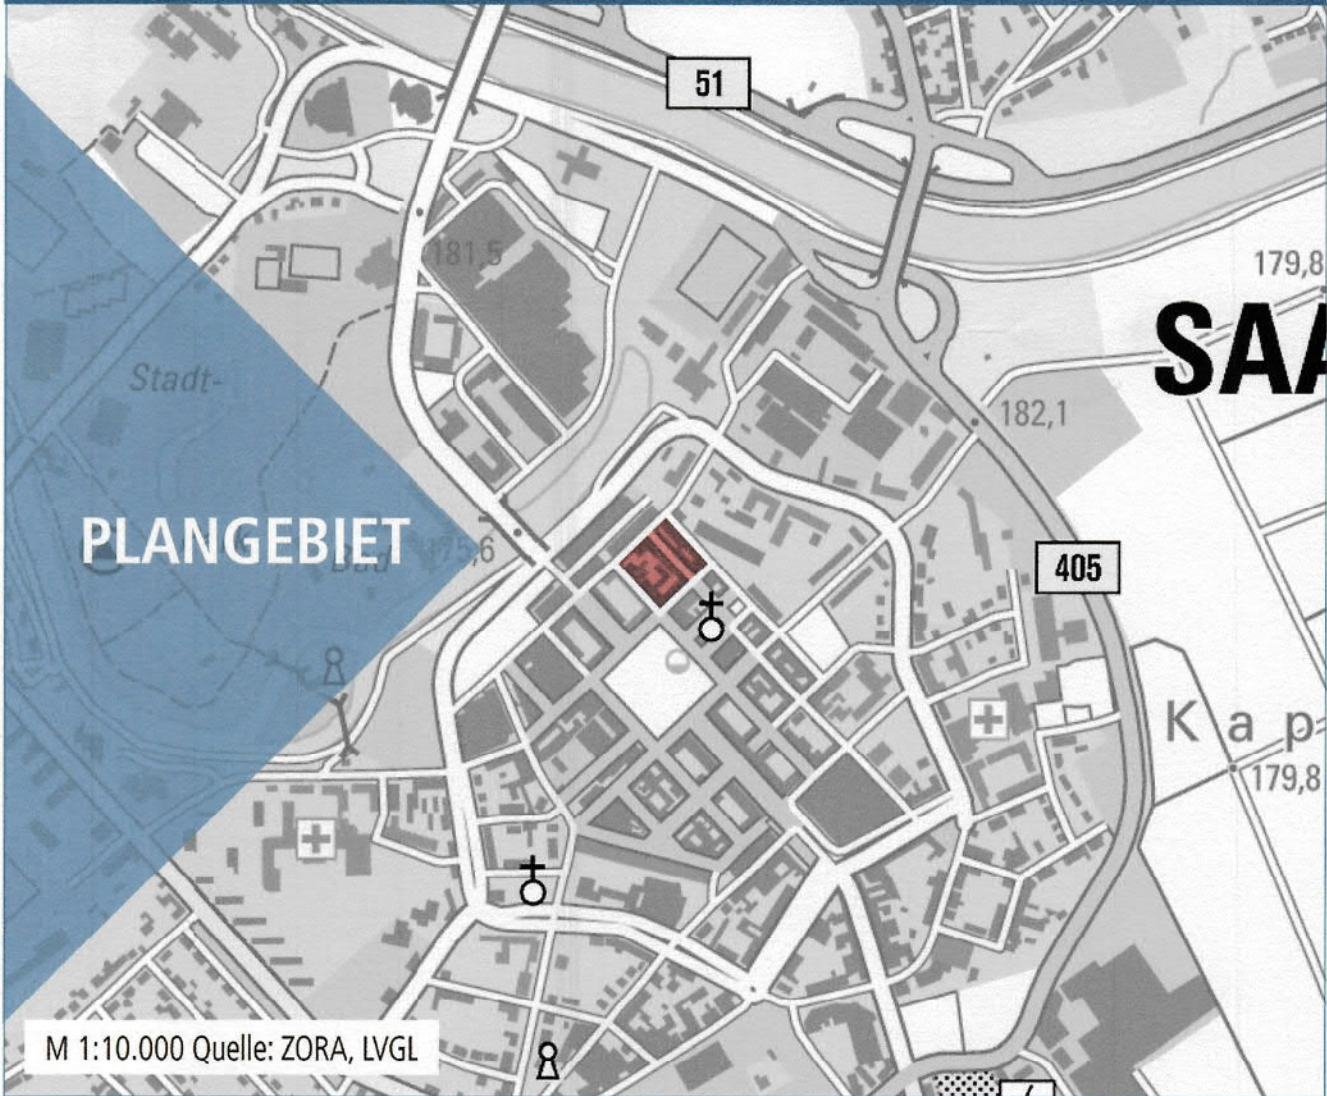 51
181,5
179,8
SAA
Stadt-
182,1
PLANGEBIET
Bad
175,6
405
K a p
179,8
M 1:10.000 Quelle: ZORA, LVGL